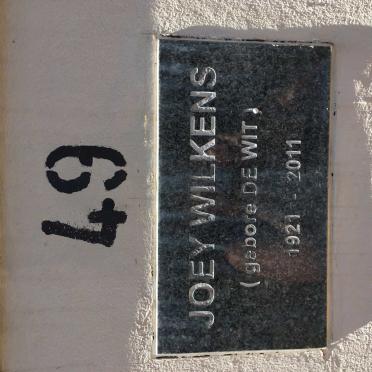 49
JOEY WILKENS
(gebore DE WIT)
1921 - 2011